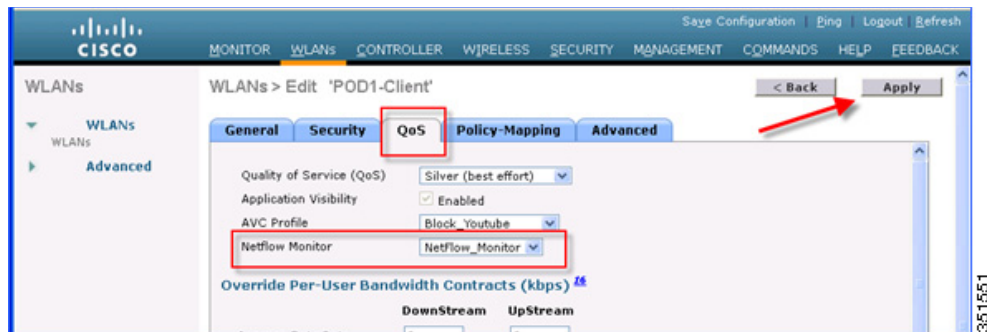 Save Configuration | Ping | Logout | Refresh
CISCO
MONITOR WLANs CONTROLLER WIRELESS SECURITY MANAGEMENT COMMANDS HELP FEEDBACK
WLANs
WLANs > Edit 'POD1-Client'
< Back
Apply
WLANs
WLANs
Advanced
General Security QoS Policy-Mapping Advanced
Quality of Service (QoS) Silver (best effort)
Application Visibility Enabled
AVC Profile Block_Youtube
Netflow Monitor NetFlow_Monitor
Override Per-User Bandwidth Contracts (kbps) 16
DownStream UpStream
351551